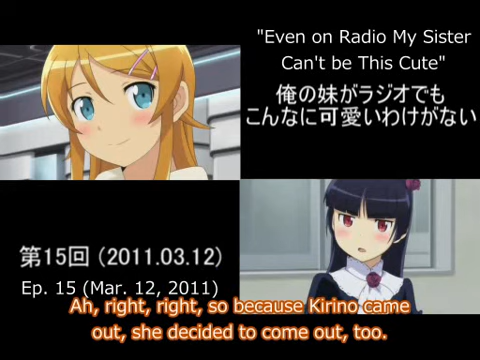 "Even on Radio My Sister
Can't be This Cute"
俺の妹がラジオでも
こんなに可愛いわけがない
第15回 (2011.03.12)
Ep. 15 (Mar. 12, 2011)
Ah, right, right, so because Kirino came
out, she decided to come out, too.